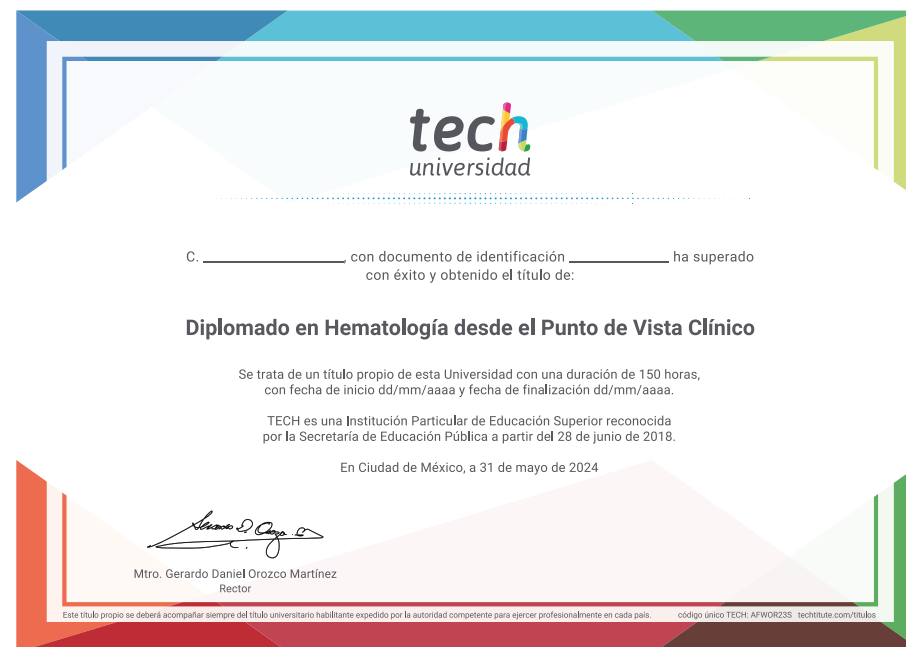 tech
universidad
C. ____________________, con documento de identificación ______________ ha superado
con éxito y obtenido el título de:
Diplomado en Hematología desde el Punto de Vista Clínico
Se trata de un título propio de esta Universidad con una duración de 150 horas,
con fecha de inicio dd/mm/aaaa y fecha de finalización dd/mm/aaaa.
TECH es una Institución Particular de Educación Superior reconocida
por la Secretaría de Educación Pública a partir del 28 de junio de 2018.
En Ciudad de México, a 31 de mayo de 2024
Mtro. Gerardo Daniel Orozco Martínez
Rector
Este título propio se deberá acompañar siempre del título universitario habilitante expedido por la autoridad competente para ejercer profesionalmente en cada país. código único TECH: AFWOR23S techtitute.com/titulos